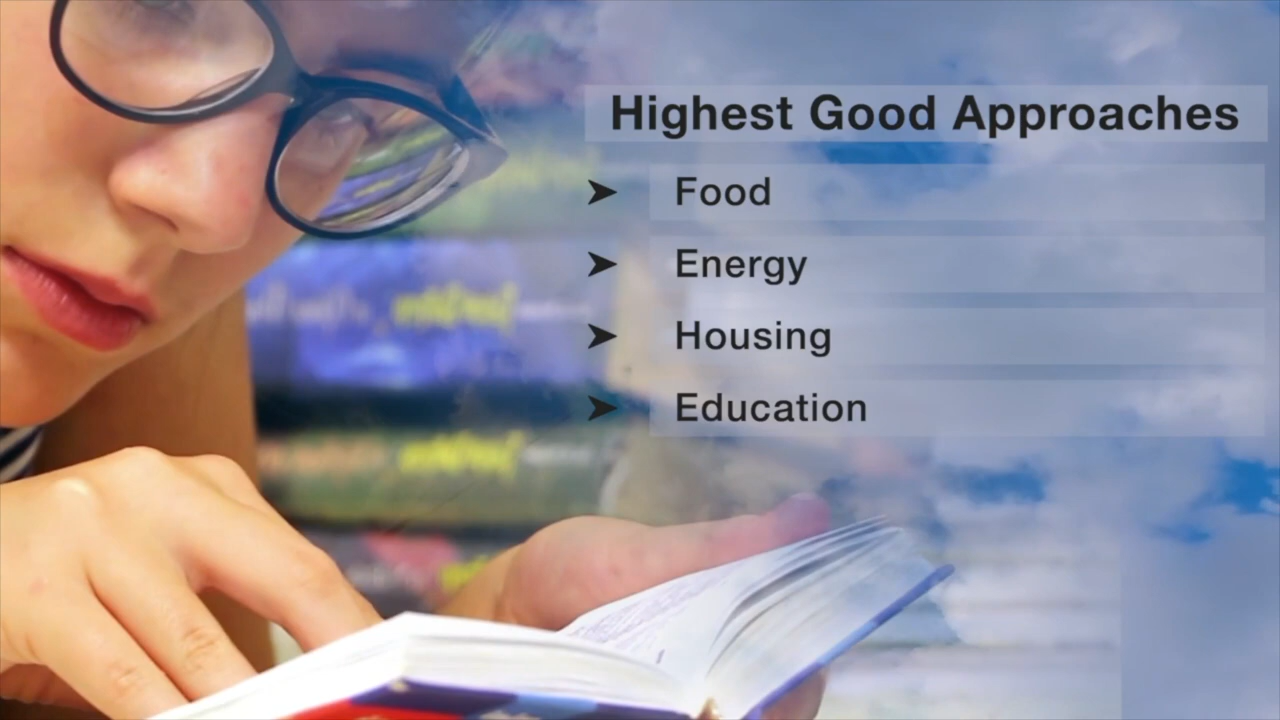 Highest Good Approaches
➤ Food
➤ Energy
➤ Housing
➤ Education